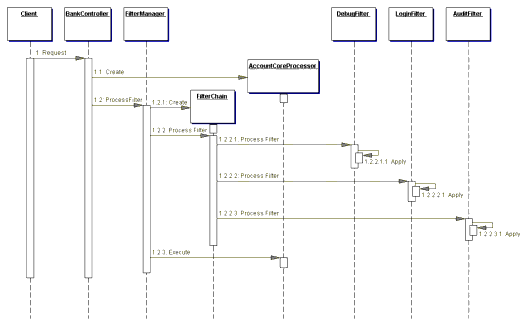 Client
BankController
FilterManager
DebugFilter
LoginFilter
AuditFilter
1: Request
AccountCoreProcessor
1.1: Create
FilterChain
1.2: ProcessFilter
1.2.1: Create
1.2.2: Process Filter
1.2.2.1: Process Filter
1.2.2.1.1: Apply
1.2.2.2: Process Filter
1.2.2.2.1: Apply
1.2.2.3: Process Filter
1.2.2.3.1: Apply
1.2.3: Execute